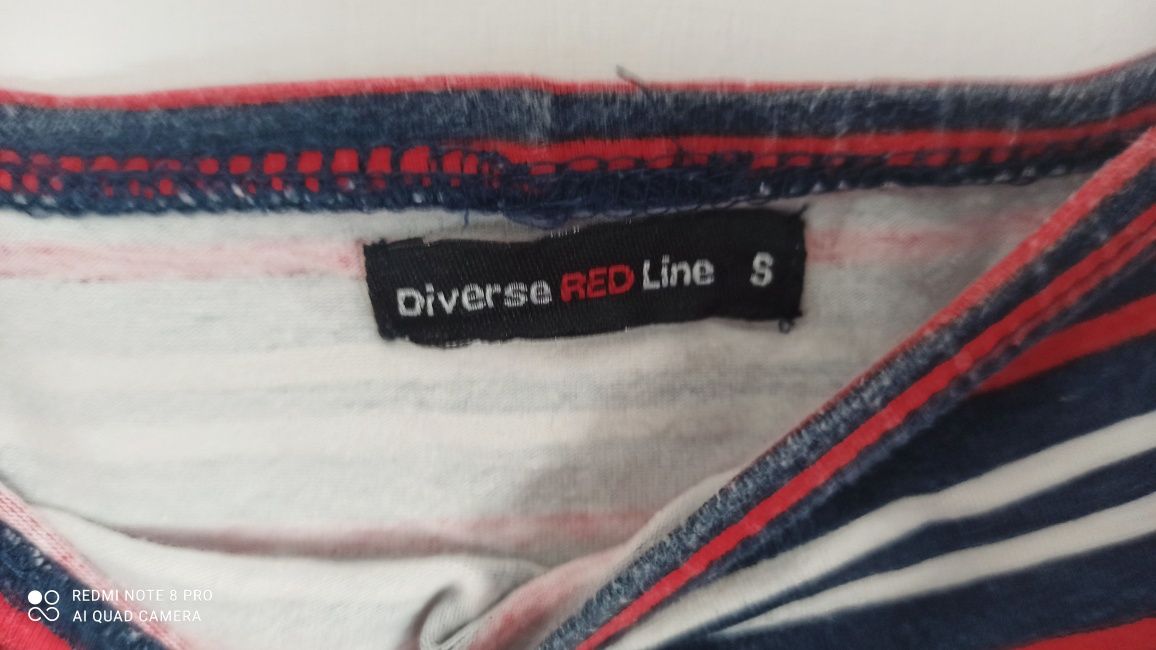 Diverse RED Line S
REDMI NOTE 8 PRO
AI QUAD CAMERA